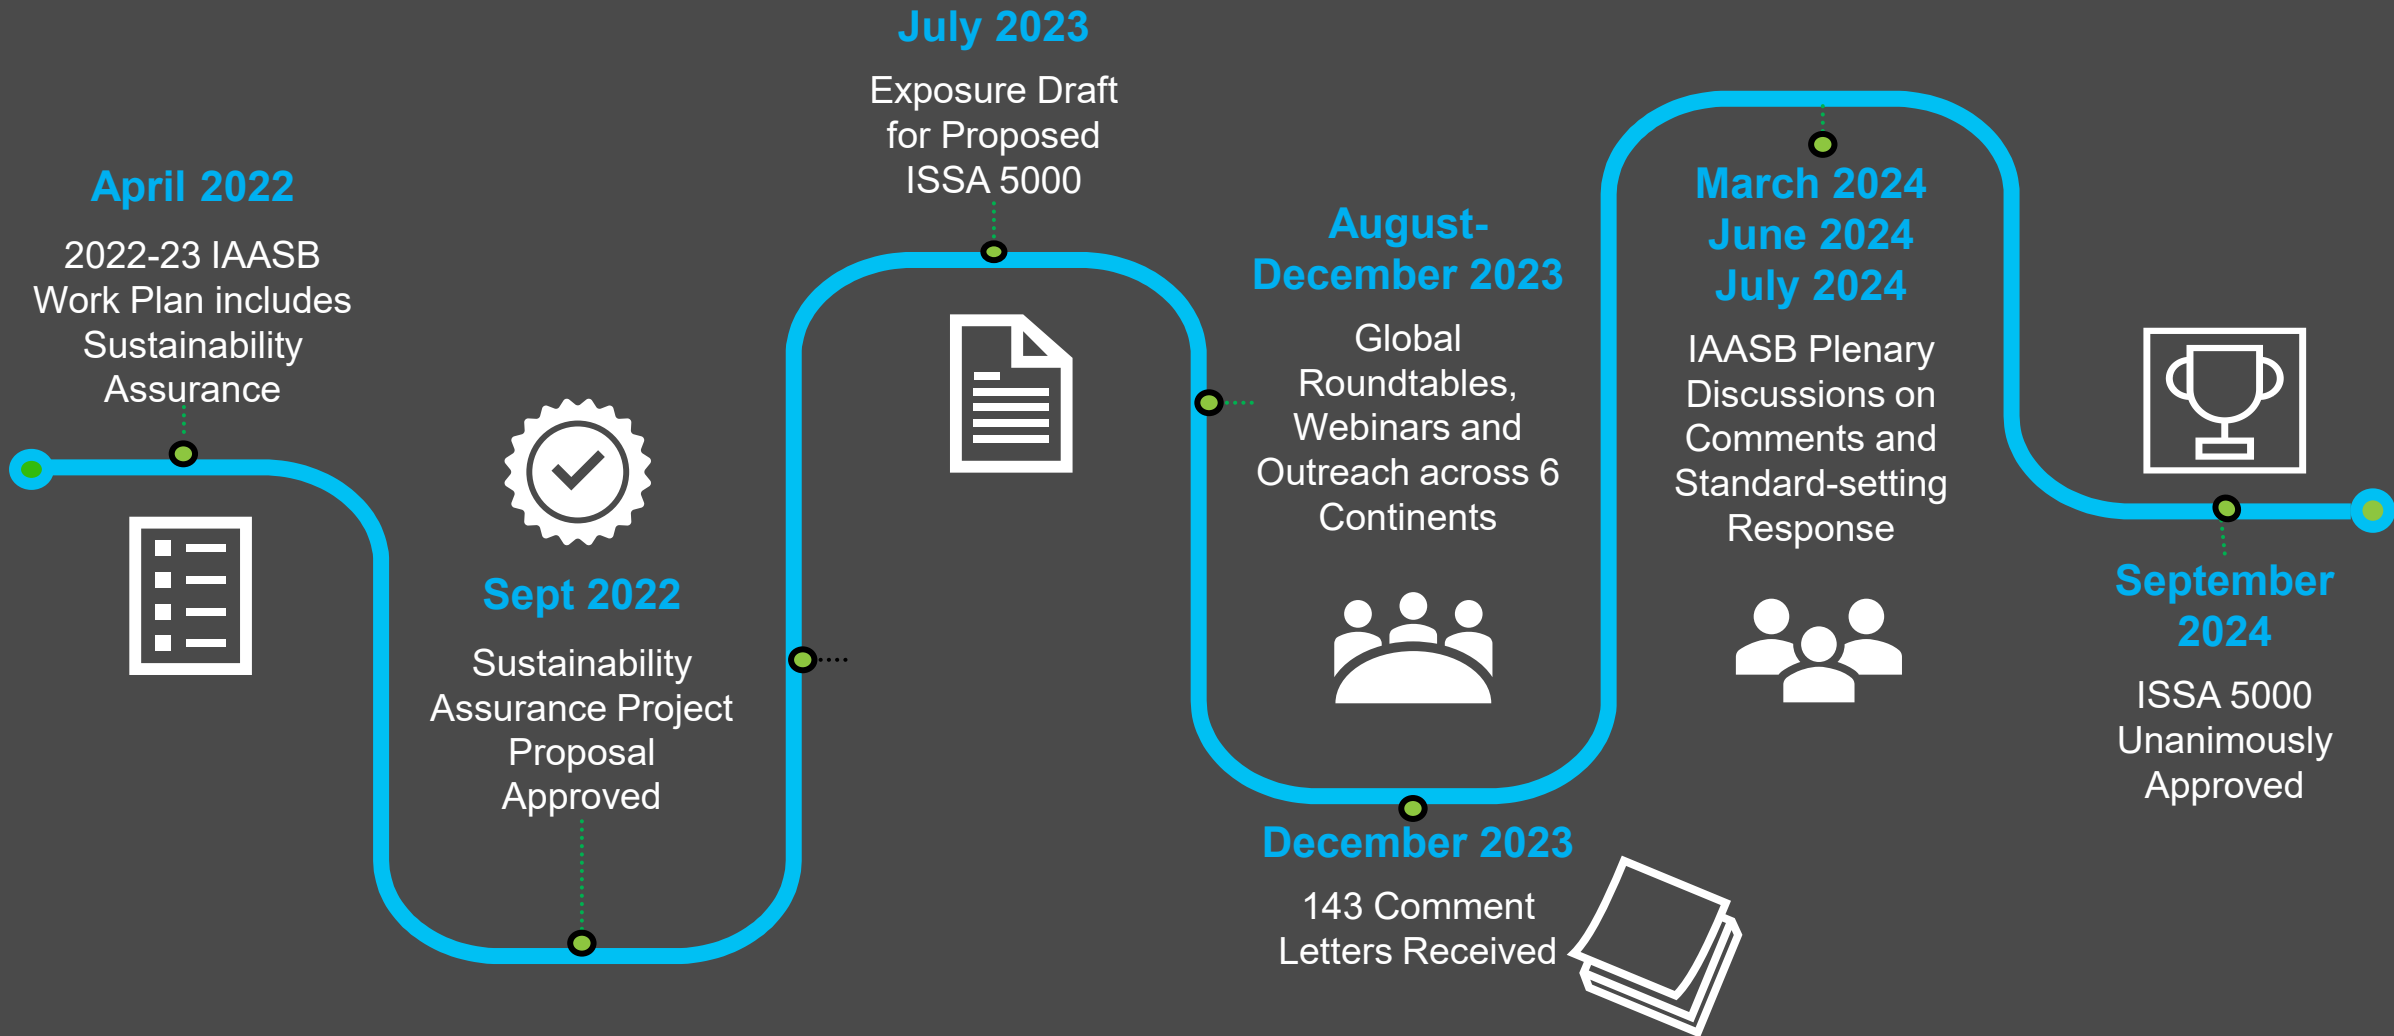 April 2022
2022-23 IAASB
Work Plan includes
Sustainability
Assurance
Sept 2022
Sustainability
Assurance Project
Proposal
Approved
July 2023
Exposure Draft
for Proposed
ISSA 5000
August-
December 2023
Global
Roundtables,
Webinars and
Outreach across 6
Continents
December 2023
143 Comment
Letters Received
March 2024
June 2024
July 2024
IAASB Plenary
Discussions on
Comments and
Standard-setting
Response
September
2024
ISSA 5000
Unanimously
Approved